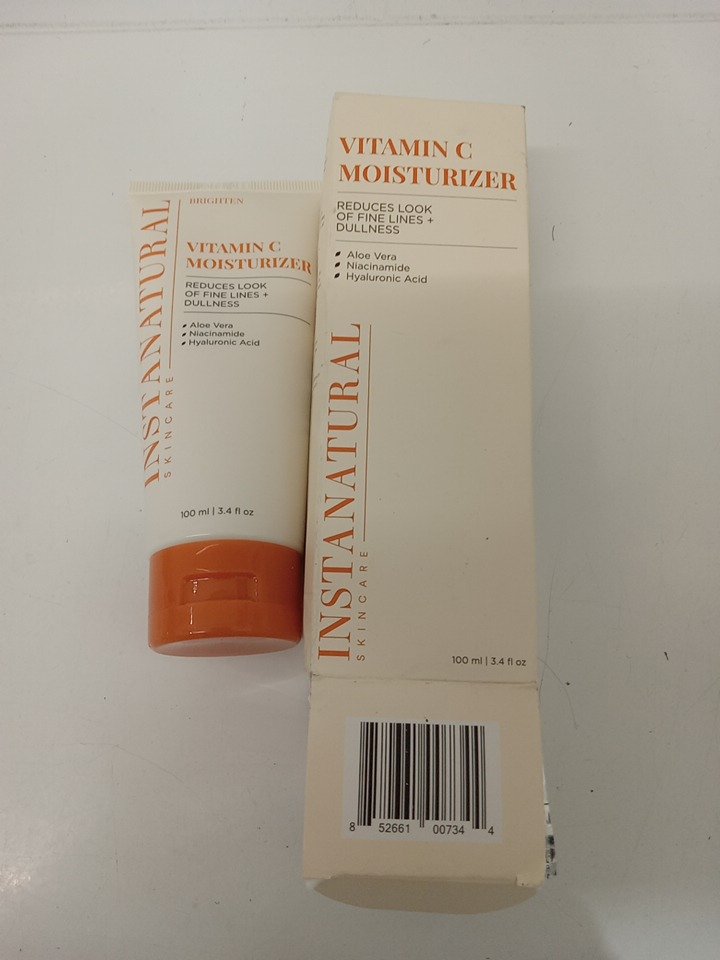 BRIGHTEN
VITAMIN C
MOISTURIZER
REDUCES LOOK
OF FINE LINES +
DULLNESS
Aloe Vera
Niacinamide
Hyaluronic Acid
INSTANATURAL
SKINCARE
100 ml | 3.4 fl oz
VITAMIN C
MOISTURIZER
REDUCES LOOK
OF FINE LINES +
DULLNESS
Aloe Vera
Niacinamide
Hyaluronic Acid
INSTANATURAL
SKINCARE
100 ml | 3.4 fl oz
8 52661 00734 4